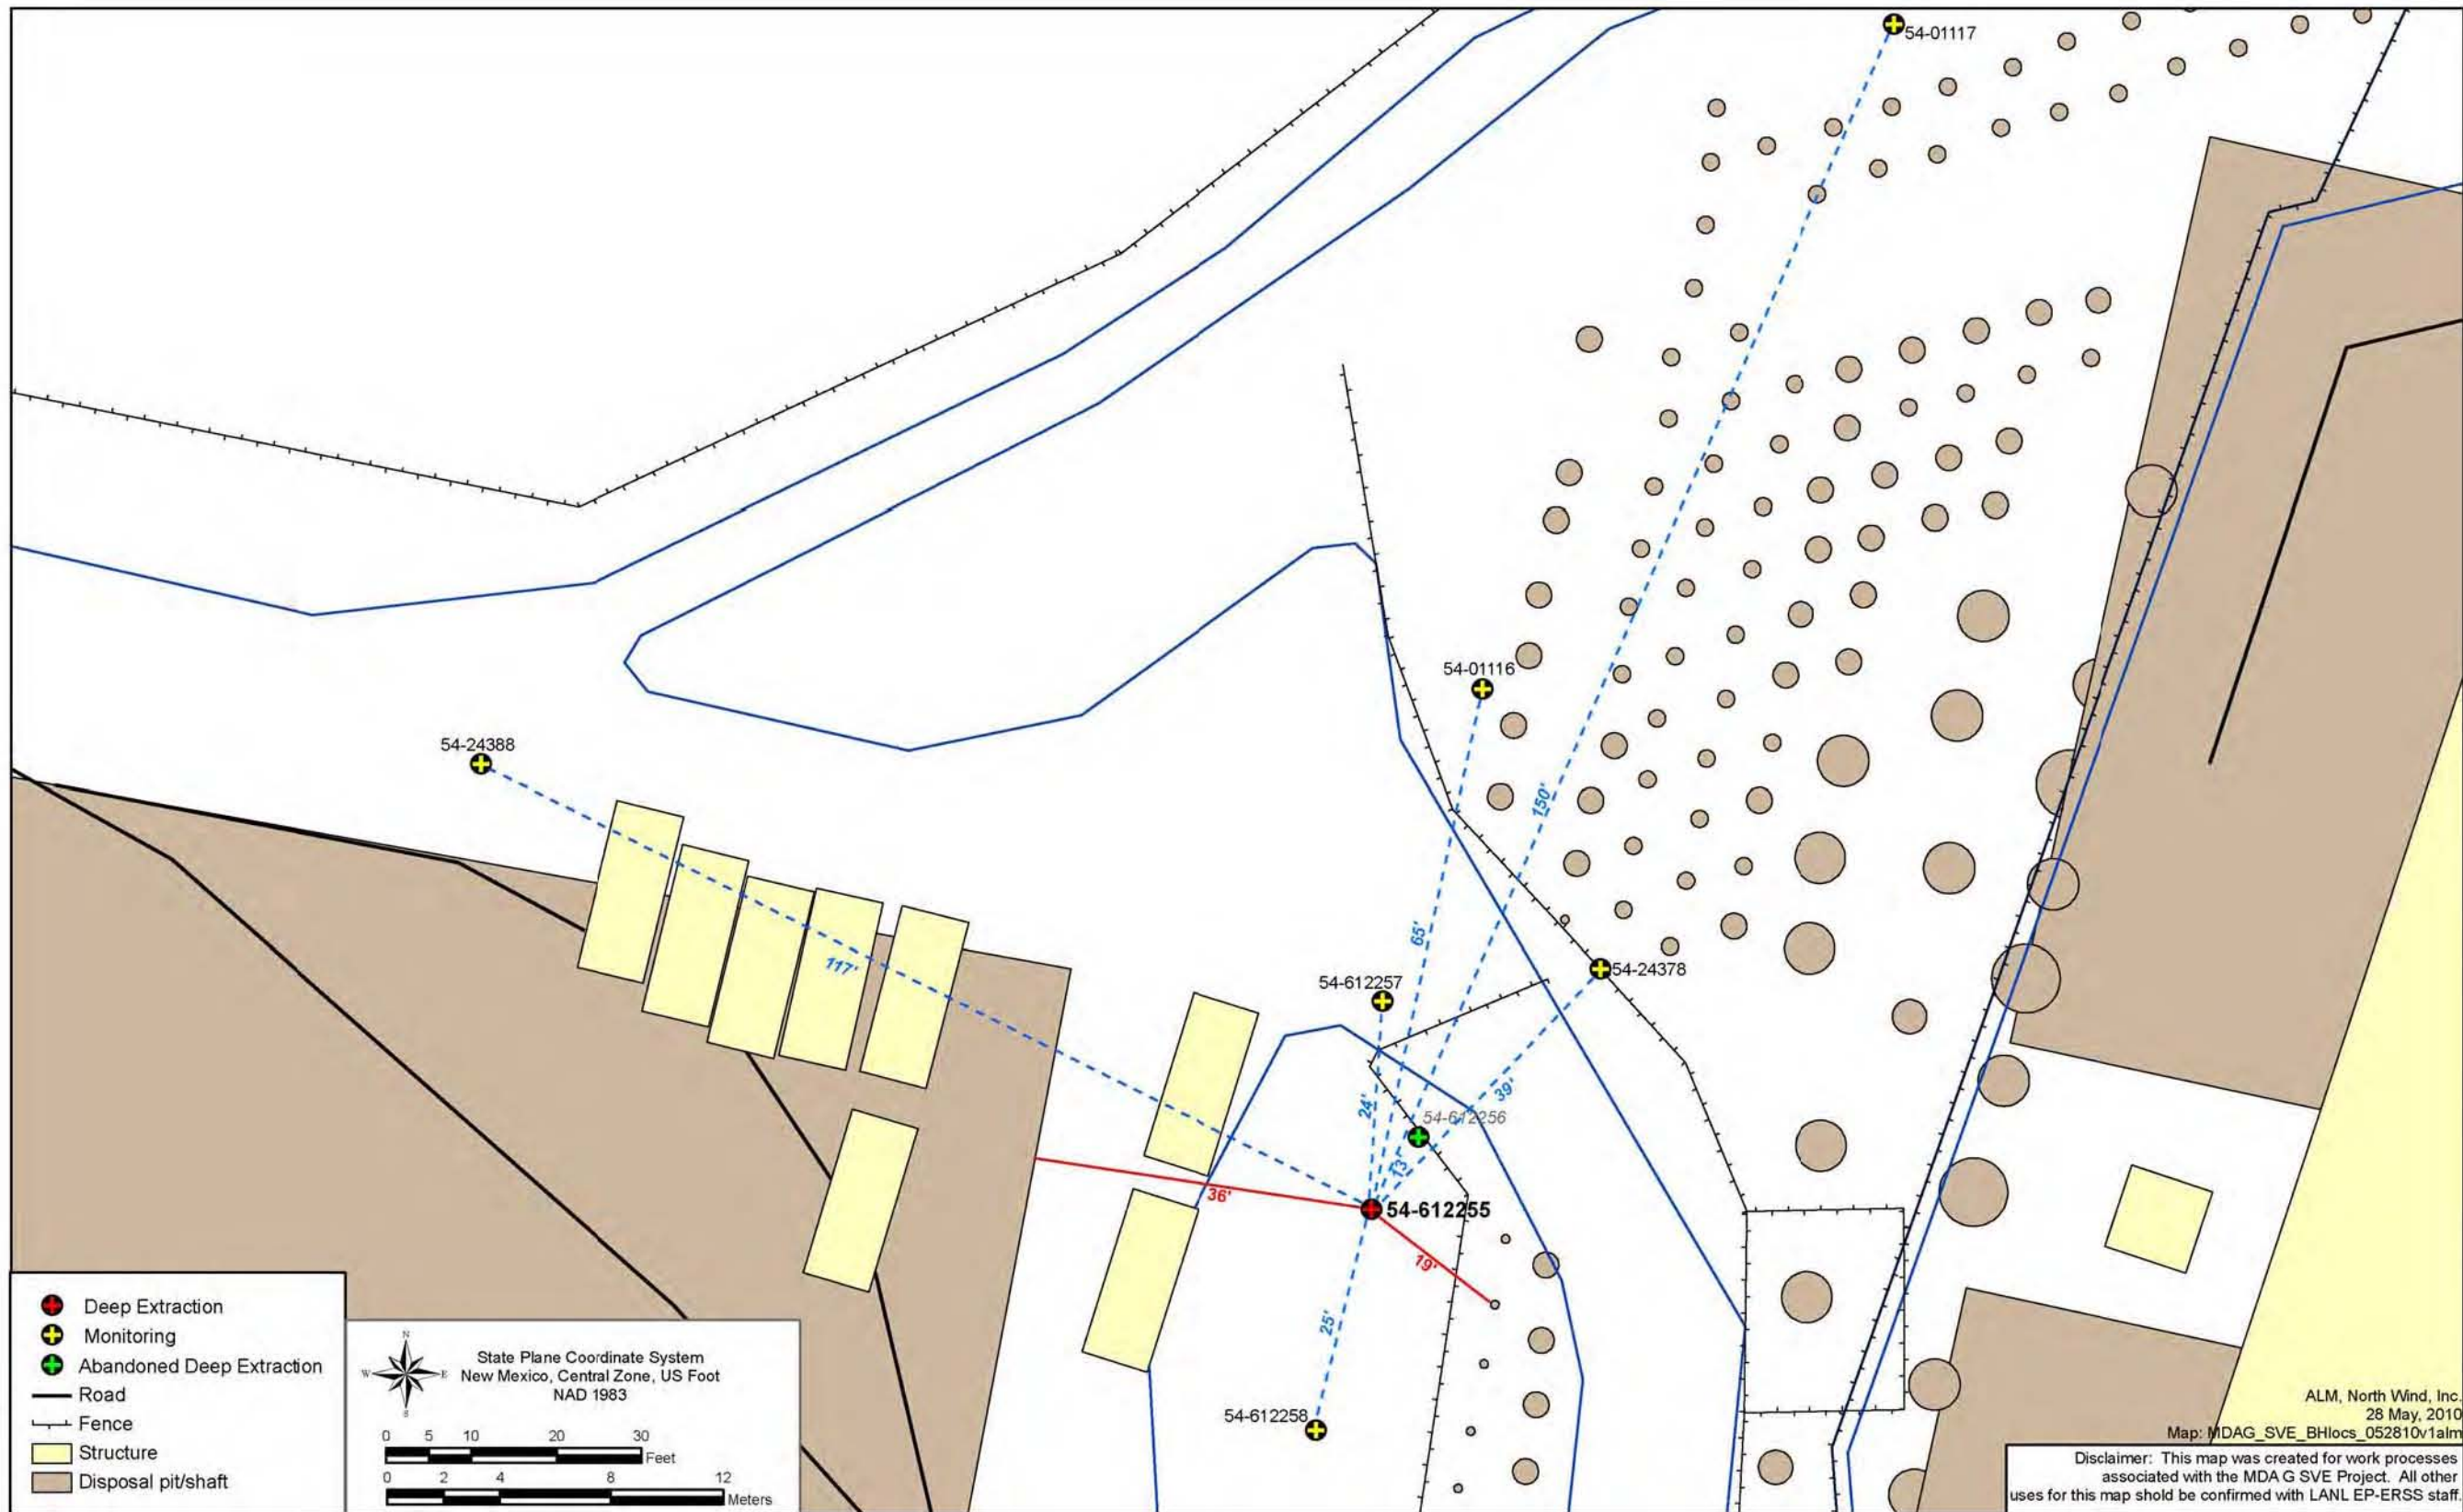 54-01117
54-01116
54-24388
150'
65'
117'
54-24378
54-612257
39'
24'
54-612256
13'
36'
54-612255
19'
25'
54-612258
Deep Extraction
Monitoring
Abandoned Deep Extraction
Road
Fence
Structure
Disposal pit/shaft
N
W
E
S
State Plane Coordinate System
New Mexico, Central Zone, US Foot
NAD 1983
0 5 10 20 30
Feet
0 2 4 8 12
Meters
ALM, North Wind, Inc.
28 May, 2010
Map: MDAG_SVE_BHlocs_052810v1alm
Disclaimer: This map was created for work processes
associated with the MDA G SVE Project. All other
uses for this map shold be confirmed with LANL EP-ERSS staff